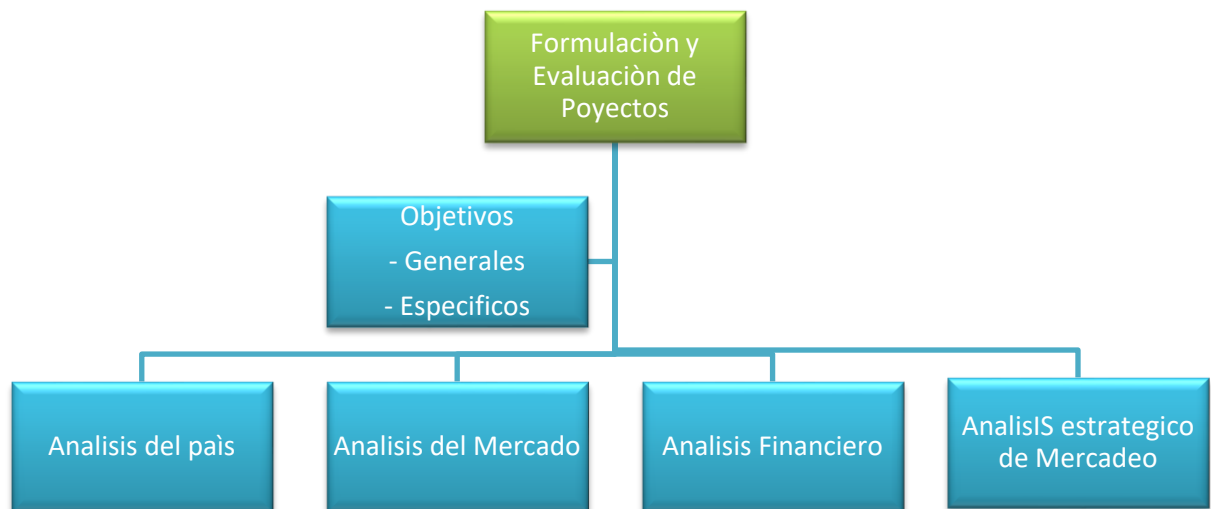 Formulaciòn y
Evaluaciòn de
Poyectos
Objetivos
- Generales
- Especificos
Analisis del paìs
Analisis del Mercado
Analisis Financiero
AnalisIS estrategico
de Mercadeo